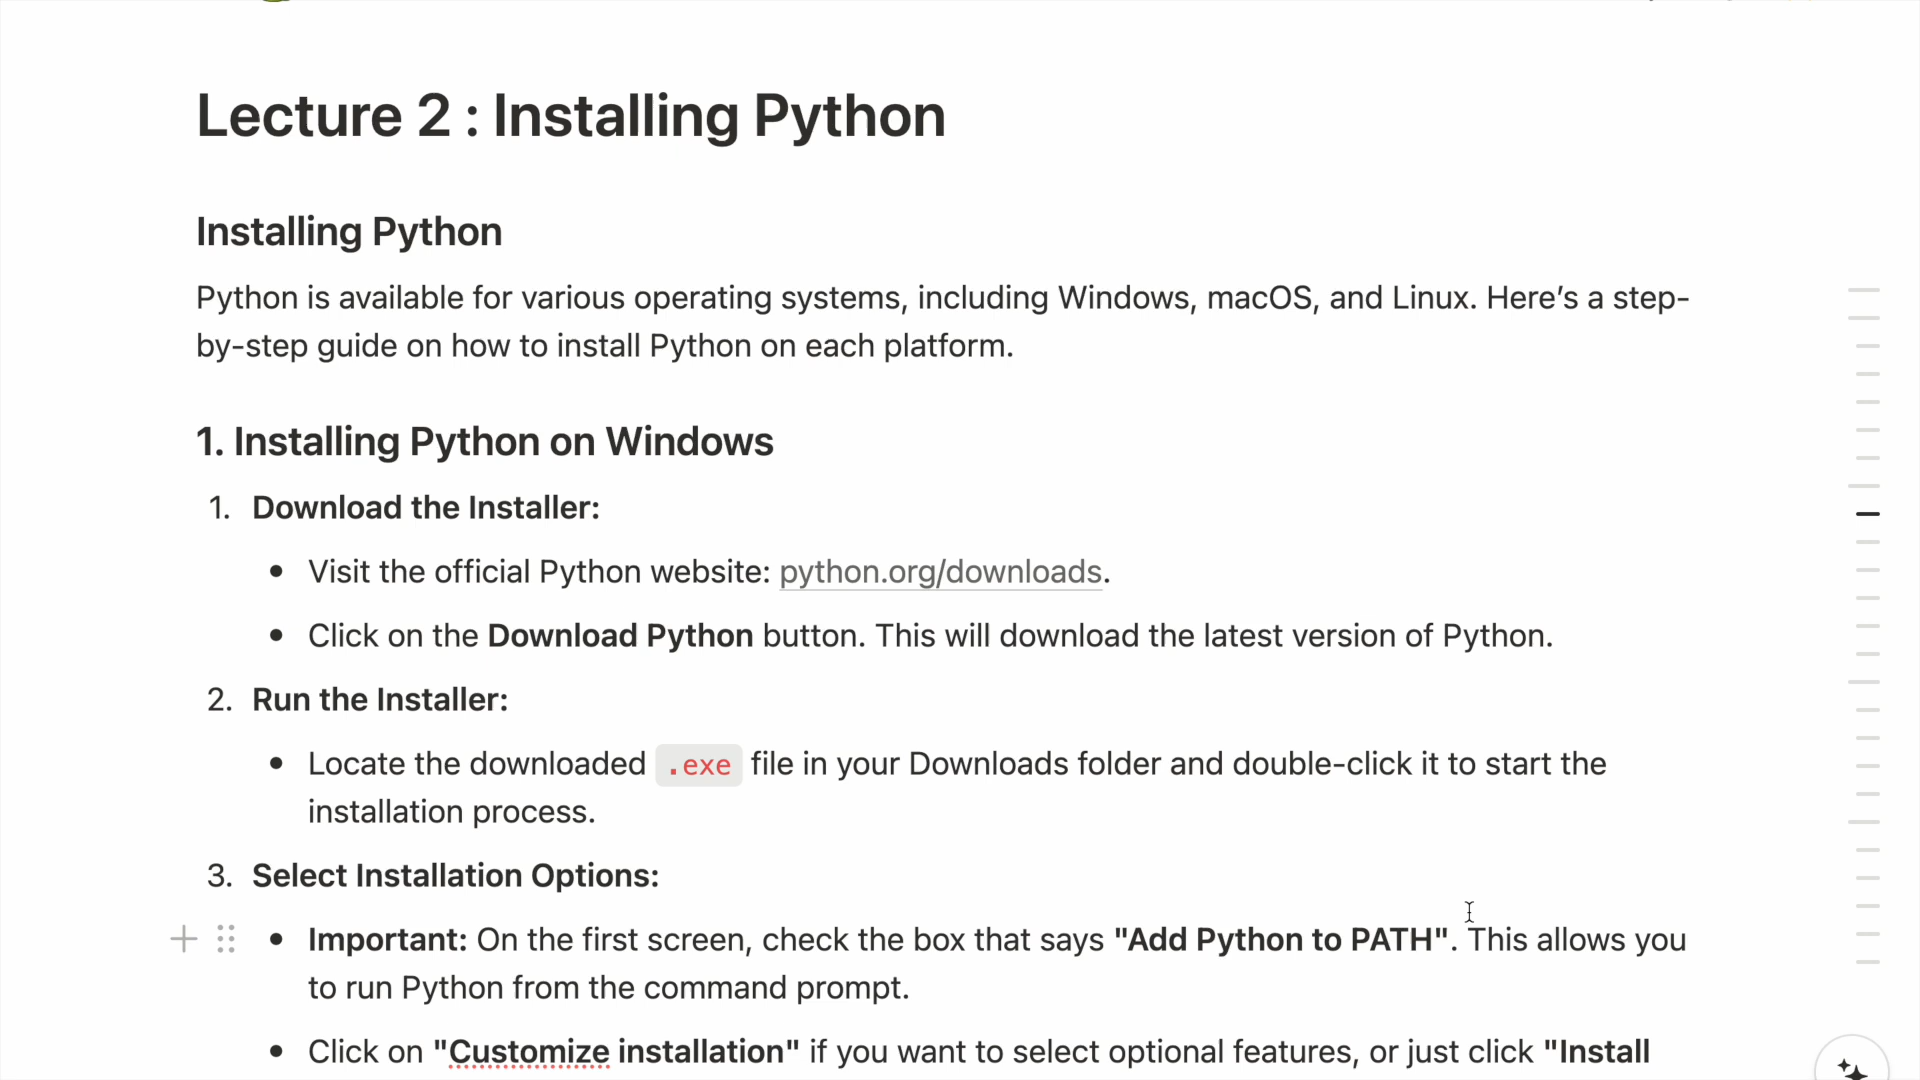 Lecture 2 : Installing Python
Installing Python
Python is available for various operating systems, including Windows, macOS, and Linux. Here’s a step-
by-step guide on how to install Python on each platform.
1. Installing Python on Windows
1. Download the Installer:
• Visit the official Python website: python.org/downloads.
• Click on the Download Python button. This will download the latest version of Python.
2. Run the Installer:
• Locate the downloaded .exe file in your Downloads folder and double-click it to start the
installation process.
3. Select Installation Options:
• Important: On the first screen, check the box that says "Add Python to PATH". This allows you
to run Python from the command prompt.
• Click on "Customize installation" if you want to select optional features, or just click "Install